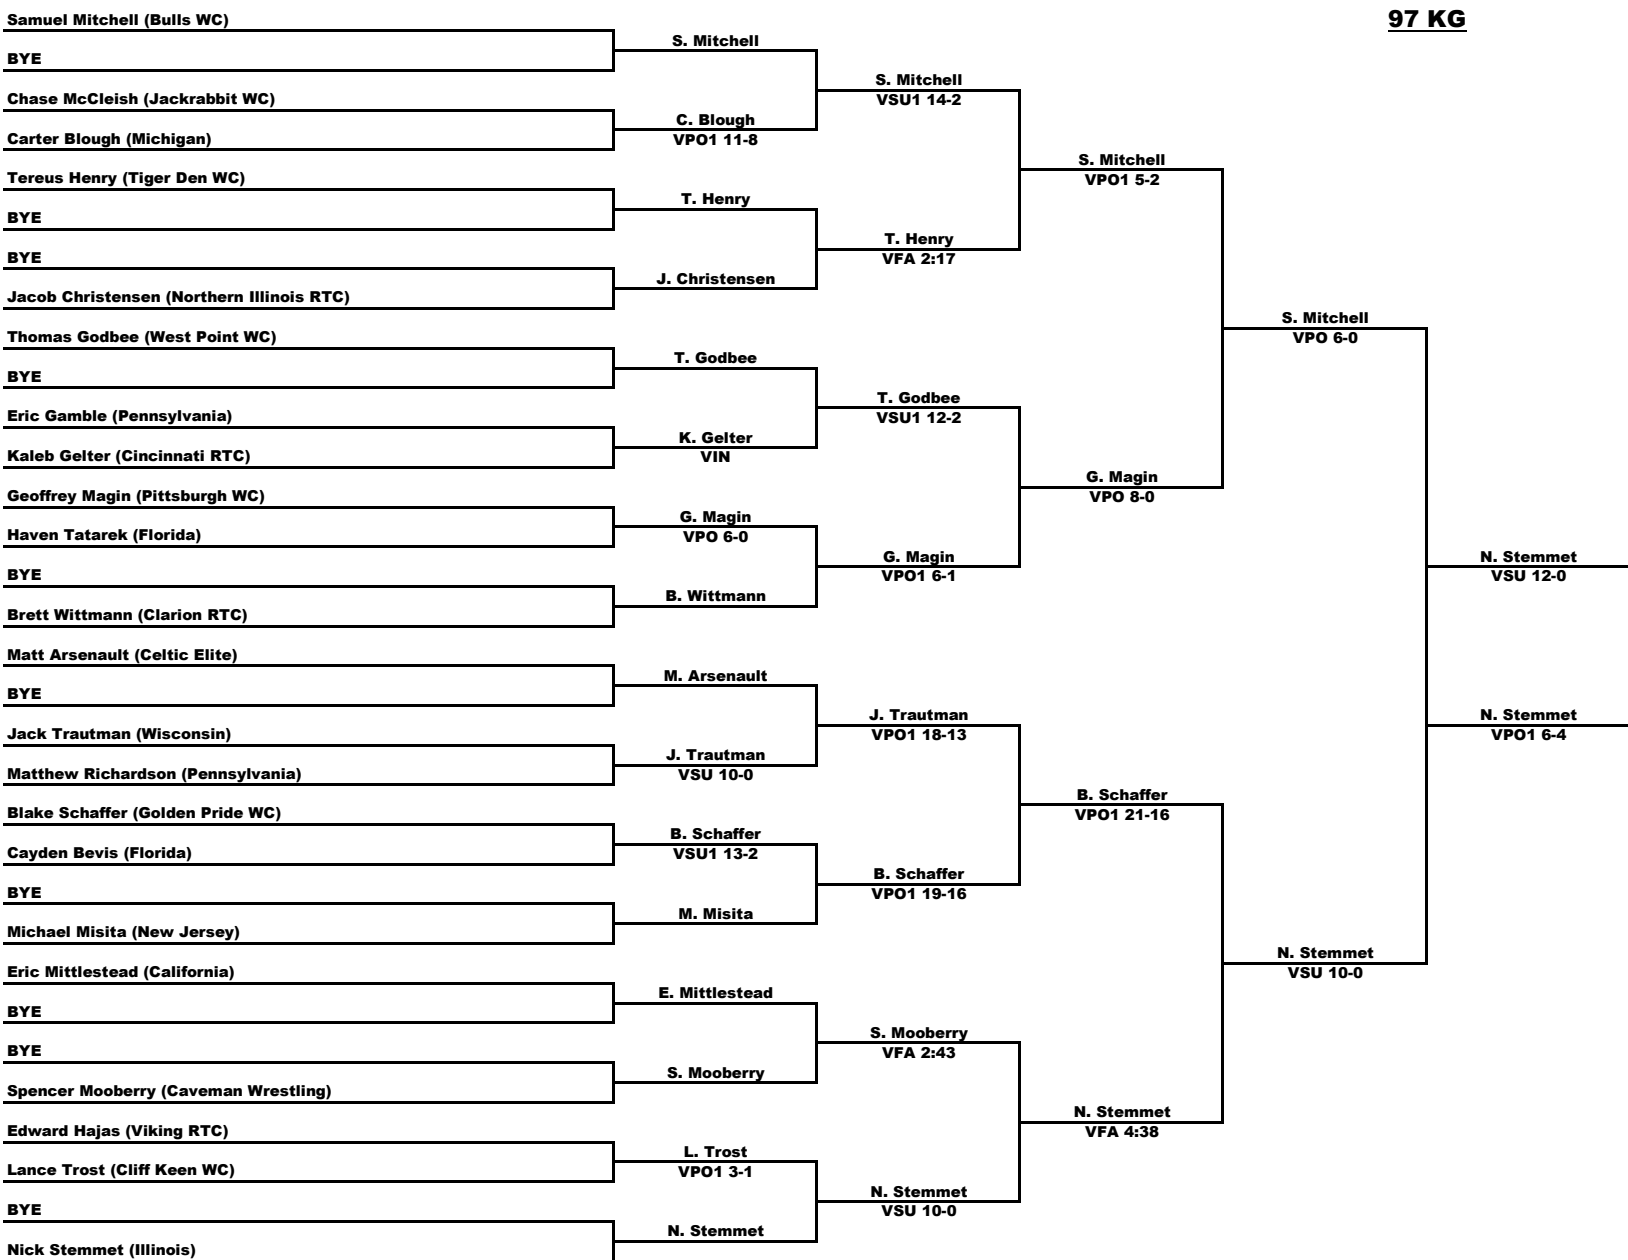 97 KG
Samuel Mitchell (Bulls WC)
BYE
Chase McCleish (Jackrabbit WC)
Carter Blough (Michigan)
Tereus Henry (Tiger Den WC)
BYE
BYE
Jacob Christensen (Northern Illinois RTC)
Thomas Godbee (West Point WC)
BYE
Eric Gamble (Pennsylvania)
Kaleb Gelter (Cincinnati RTC)
Geoffrey Magin (Pittsburgh WC)
Haven Tatarek (Florida)
BYE
Brett Wittmann (Clarion RTC)
Matt Arsenault (Celtic Elite)
BYE
Jack Trautman (Wisconsin)
Matthew Richardson (Pennsylvania)
Blake Schaffer (Golden Pride WC)
Cayden Bevis (Florida)
BYE
Michael Misita (New Jersey)
Eric Mittlestead (California)
BYE
BYE
Spencer Mooberry (Caveman Wrestling)
Edward Hajas (Viking RTC)
Lance Trost (Cliff Keen WC)
BYE
Nick Stemmet (Illinois)
S. Mitchell
C. Blough
VPO1 11-8
T. Henry
J. Christensen
T. Godbee
K. Gelter
VIN
G. Magin
VPO 6-0
B. Wittmann
M. Arsenault
J. Trautman
VSU 10-0
B. Schaffer
VSU1 13-2
M. Misita
E. Mittlestead
S. Mooberry
L. Trost
VPO1 3-1
N. Stemmet
S. Mitchell
VSU1 14-2
T. Henry
VFA 2:17
T. Godbee
VSU1 12-2
G. Magin
VPO1 6-1
J. Trautman
VPO1 18-13
B. Schaffer
VPO1 19-16
S. Mooberry
VFA 2:43
N. Stemmet
VSU 10-0
S. Mitchell
VPO1 5-2
G. Magin
VPO 8-0
B. Schaffer
VPO1 21-16
N. Stemmet
VFA 4:38
S. Mitchell
VPO 6-0
N. Stemmet
VSU 10-0
N. Stemmet
VSU 12-0
N. Stemmet
VPO1 6-4